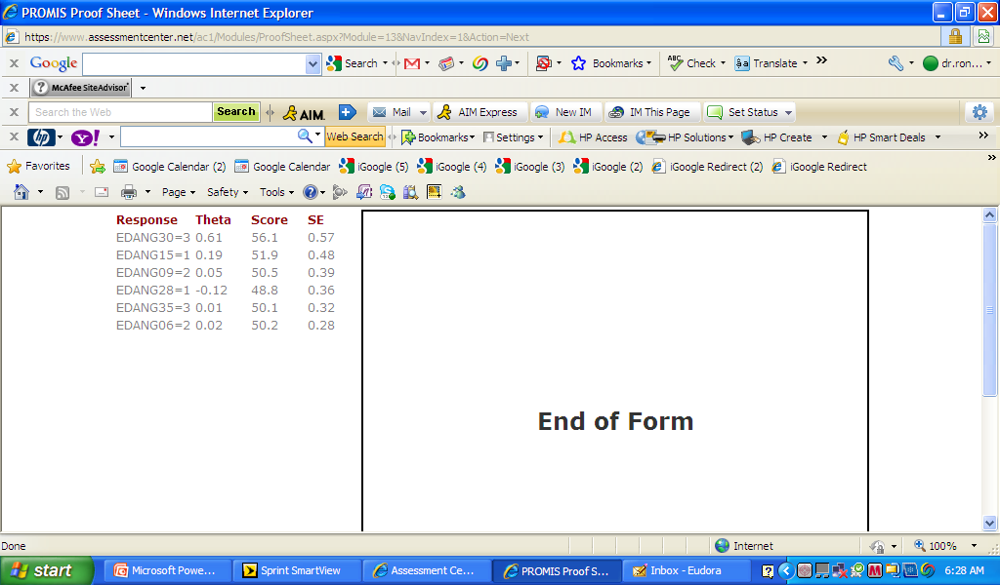 PROMIS Proof Sheet - Windows Internet Explorer
https://www.assessmentcenter.net/ac1/Modules/ProofSheet.aspx?Module=13&NavIndex=1&Action=Next
x Google Search Bookmarks ABC Check Translate » dr.ron...
x McAfee SiteAdvisor
x Search the Web Search AIM. Mail AIM Express New IM IM This Page Set Status
x hp Y! Web Search Bookmarks Settings HP Access HP Solutions HP Create HP Smart Deals »
Favorites Google Calendar (2) Google Calendar iGoogle (5) iGoogle (4) iGoogle (3) iGoogle (2) iGoogle Redirect (2) iGoogle Redirect »
Page Safety Tools
Response Theta Score SE
EDANG30=3 0.61 56.1 0.57
EDANG15=1 0.19 51.9 0.48
EDANG09=2 0.05 50.5 0.39
EDANG28=1 -0.12 48.8 0.36
EDANG35=3 0.01 50.1 0.32
EDANG06=2 0.02 50.2 0.28
End of Form
Done Internet 100%
start Microsoft Powe... Sprint SmartView Assessment Ce... PROMIS Proof S... Inbox - Eudora 6:28 AM